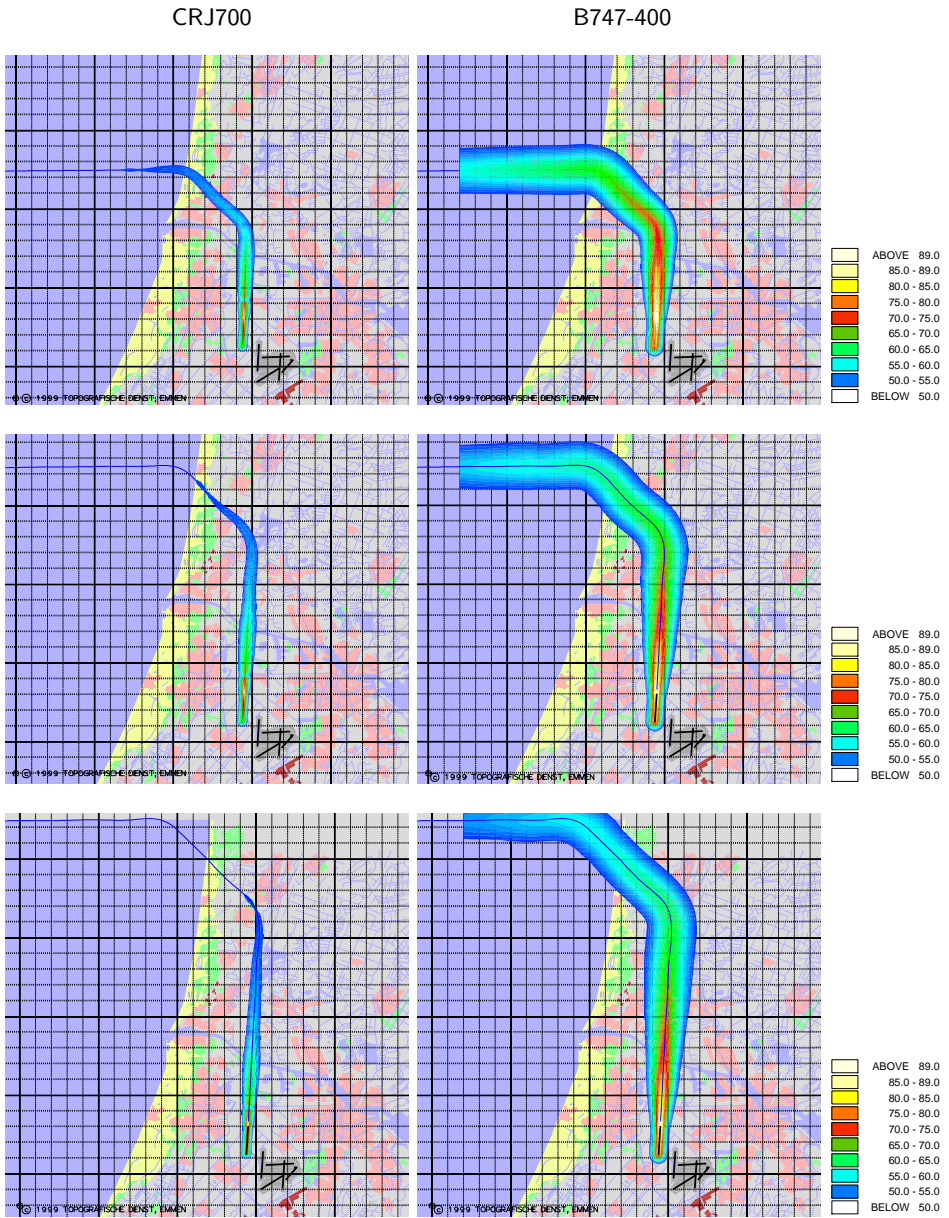 CRJ700
B747-400
ABOVE 89.0
85.0 - 89.0
80.0 - 85.0
75.0 - 80.0
70.0 - 75.0
65.0 - 70.0
60.0 - 65.0
55.0 - 60.0
50.0 - 55.0
BELOW 50.0
© 1999 TOPOGRAFISCHE DIENST, EMMEN
© 1999 TOPOGRAFISCHE DIENST, EMMEN
ABOVE 89.0
85.0 - 89.0
80.0 - 85.0
75.0 - 80.0
70.0 - 75.0
65.0 - 70.0
60.0 - 65.0
55.0 - 60.0
50.0 - 55.0
BELOW 50.0
© 1999 TOPOGRAFISCHE DIENST, EMMEN
© 1999 TOPOGRAFISCHE DIENST, EMMEN
ABOVE 89.0
85.0 - 89.0
80.0 - 85.0
75.0 - 80.0
70.0 - 75.0
65.0 - 70.0
60.0 - 65.0
55.0 - 60.0
50.0 - 55.0
BELOW 50.0
© 1999 TOPOGRAFISCHE DIENST, EMMEN
© 1999 TOPOGRAFISCHE DIENST, EMMEN